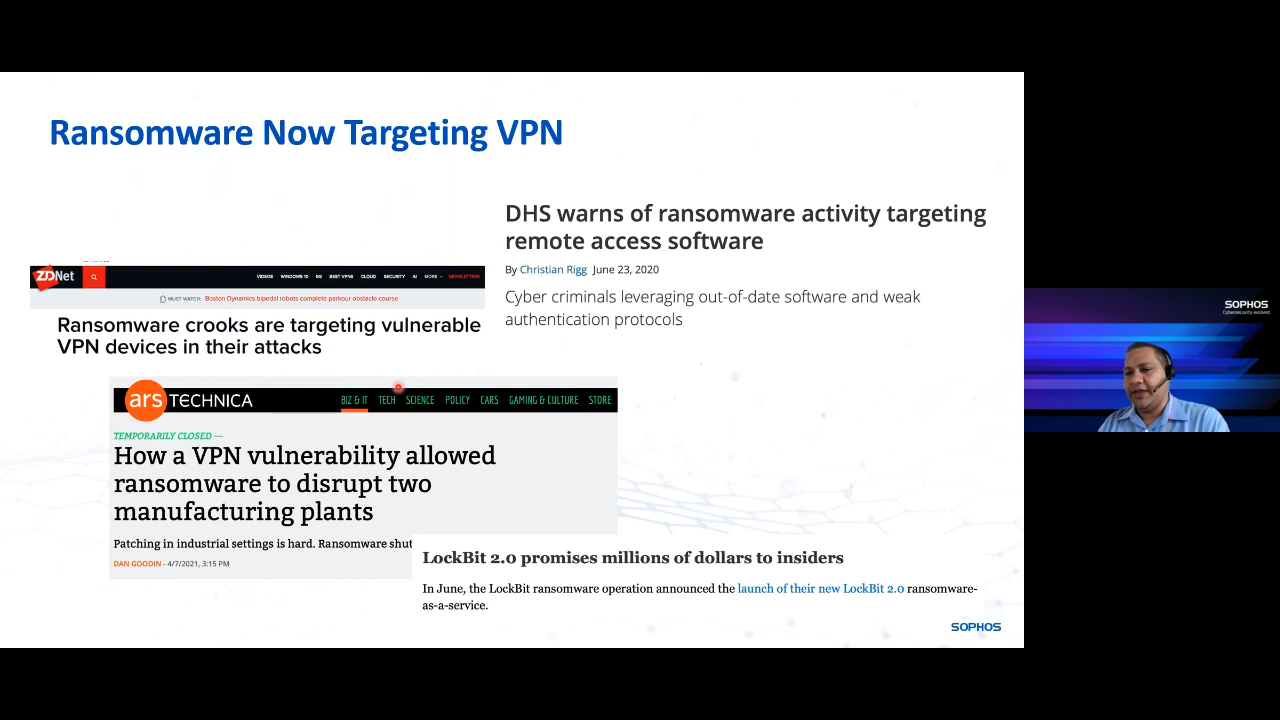 Ransomware Now Targeting VPN
DHS warns of ransomware activity targeting
remote access software
By Christian Rigg June 23, 2020
Cyber criminals leveraging out-of-date software and weak
authentication protocols
ZDNet
VIDEOS WINDOWS 10 5G BEST VPNS CLOUD SECURITY AI MORE NEWSLETTERS
MUST WATCH: Boston Dynamics bipedal robots complete parkour obstacle course
Ransomware crooks are targeting vulnerable
VPN devices in their attacks
ars TECHNICA
BIZ & IT TECH SCIENCE POLICY CARS GAMING & CULTURE STORE
TEMPORARILY CLOSED —
How a VPN vulnerability allowed
ransomware to disrupt two
manufacturing plants
Patching in industrial settings is hard. Ransomware shut
DAN GOODIN - 4/7/2021, 3:15 PM
LockBit 2.0 promises millions of dollars to insiders
In June, the LockBit ransomware operation announced the launch of their new LockBit 2.0 ransomware-
as-a-service.
SOPHOS
SOPHOS
Cybersecurity evolved.